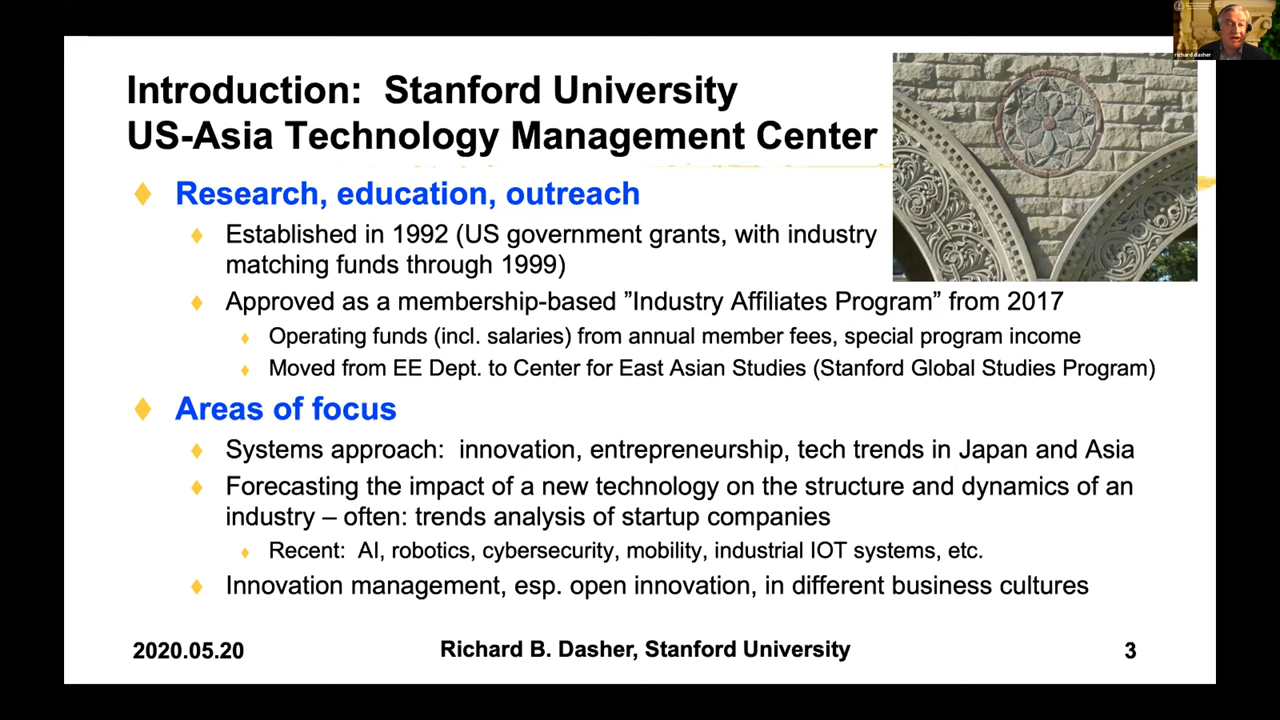 richard dasher
Introduction: Stanford University
US-Asia Technology Management Center
Research, education, outreach
Established in 1992 (US government grants, with industry
matching funds through 1999)
Approved as a membership-based ”Industry Affiliates Program” from 2017
Operating funds (incl. salaries) from annual member fees, special program income
Moved from EE Dept. to Center for East Asian Studies (Stanford Global Studies Program)
Areas of focus
Systems approach: innovation, entrepreneurship, tech trends in Japan and Asia
Forecasting the impact of a new technology on the structure and dynamics of an
industry – often: trends analysis of startup companies
Recent: AI, robotics, cybersecurity, mobility, industrial IOT systems, etc.
Innovation management, esp. open innovation, in different business cultures
2020.05.20
Richard B. Dasher, Stanford University
3